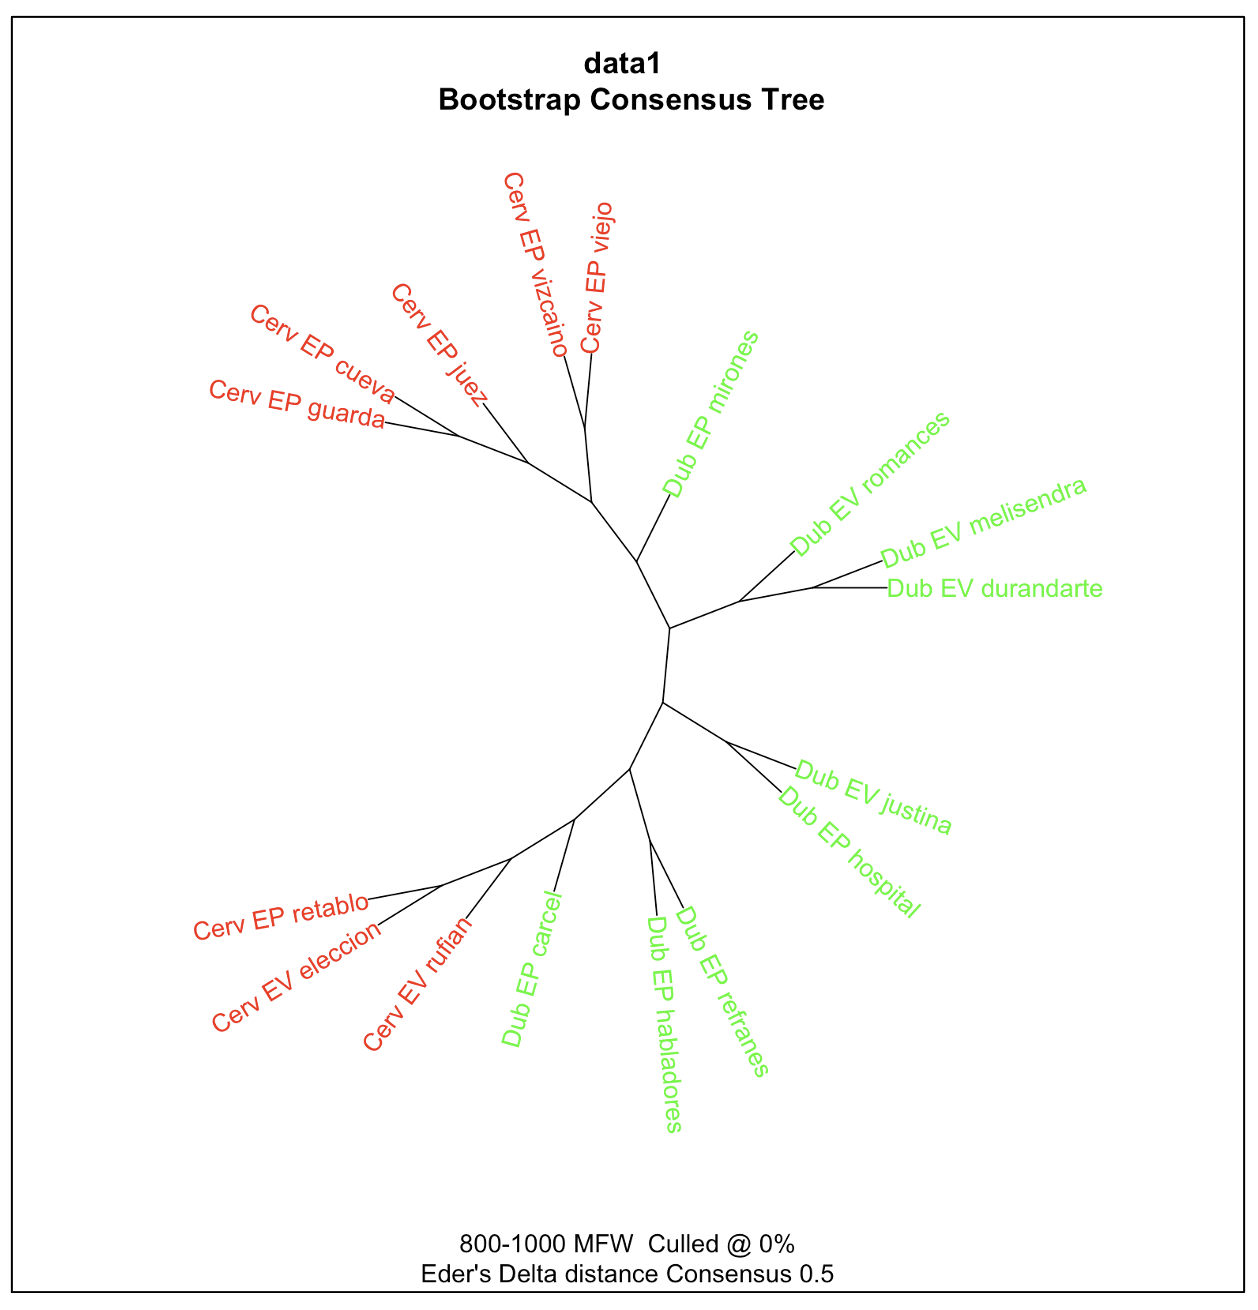 data1
Bootstrap Consensus Tree
Cerv EP vizcaino
Cerv EP viejo
Cerv EP juez
Cerv EP cueva
Cerv EP guarda
Dub EP mirones
Dub EV romances
Dub EV melisendra
Dub EV durandarte
Dub EV justina
Dub EP hospital
Dub EP refranes
Dub EP habladores
Dub EP carcel
Cerv EV rufian
Cerv EV eleccion
Cerv EP retablo
800-1000 MFW  Culled @ 0%
Eder's Delta distance Consensus 0.5